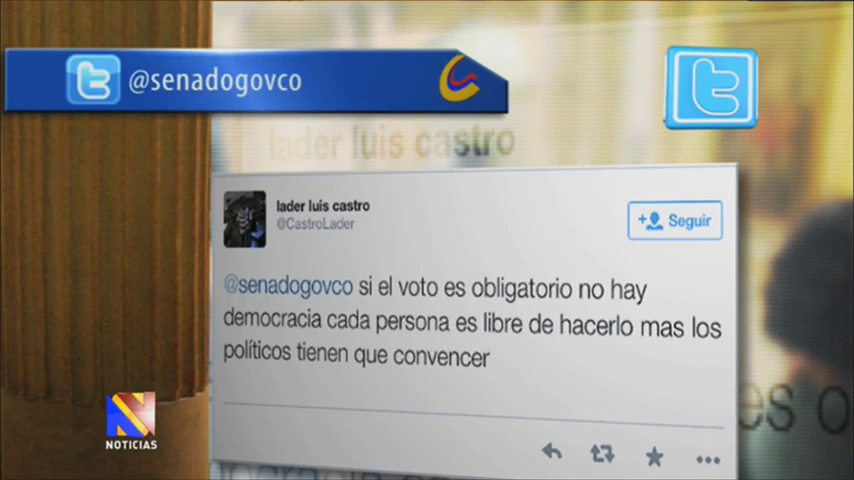 @senadogovco
lader luis castro
lader luis castro
@CastroLader
Seguir
@senadogovco si el voto es obligatorio no hay
democracia cada persona es libre de hacerlo mas los
políticos tienen que convencer
es o
N
NOTICIAS